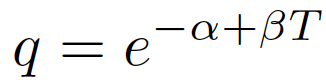 q = e^{-α+βT}